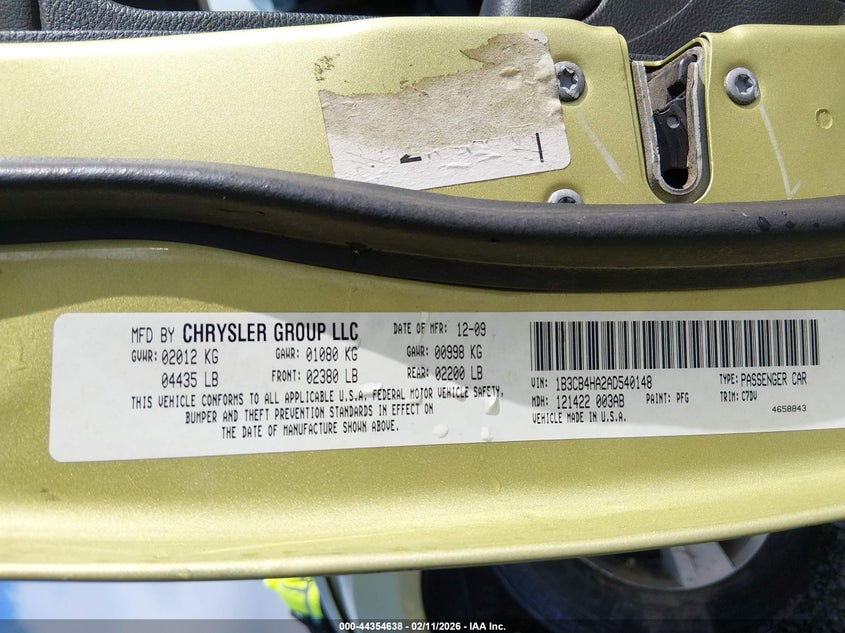 MFD BY CHRYSLER GROUP LLC DATE OF MFR: 12-09
GVWR: 02012 KG GAWR: 01080 KG GAWR: 00998 KG
04435 LB FRONT: 02380 LB REAR: 02200 LB
THIS VEHICLE CONFORMS TO ALL APPLICABLE U.S.A. FEDERAL MOTOR VEHICLE SAFETY,
BUMPER AND THEFT PREVENTION STANDARDS IN EFFECT ON
THE DATE OF MANUFACTURE SHOWN ABOVE.
VIN: 1B3CB4HA2AD540148 TYPE: PASSENGER CAR
MDH: 121422 003AB PAINT: PFG TRIM: C7DV
VEHICLE MADE IN U.S.A. 4658843
000-44354638 - 02/11/2026 - IAA Inc.